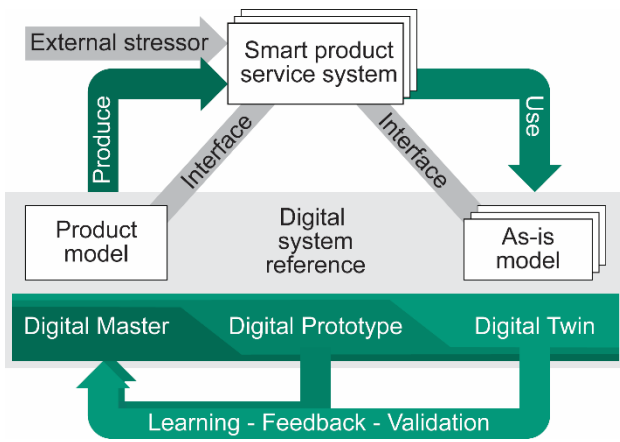 External stressor
Smart product
service system
Produce
Interface
Interface
Use
Product
model
Digital
system
reference
As-is
model
Digital Master
Digital Prototype
Digital Twin
Learning - Feedback - Validation